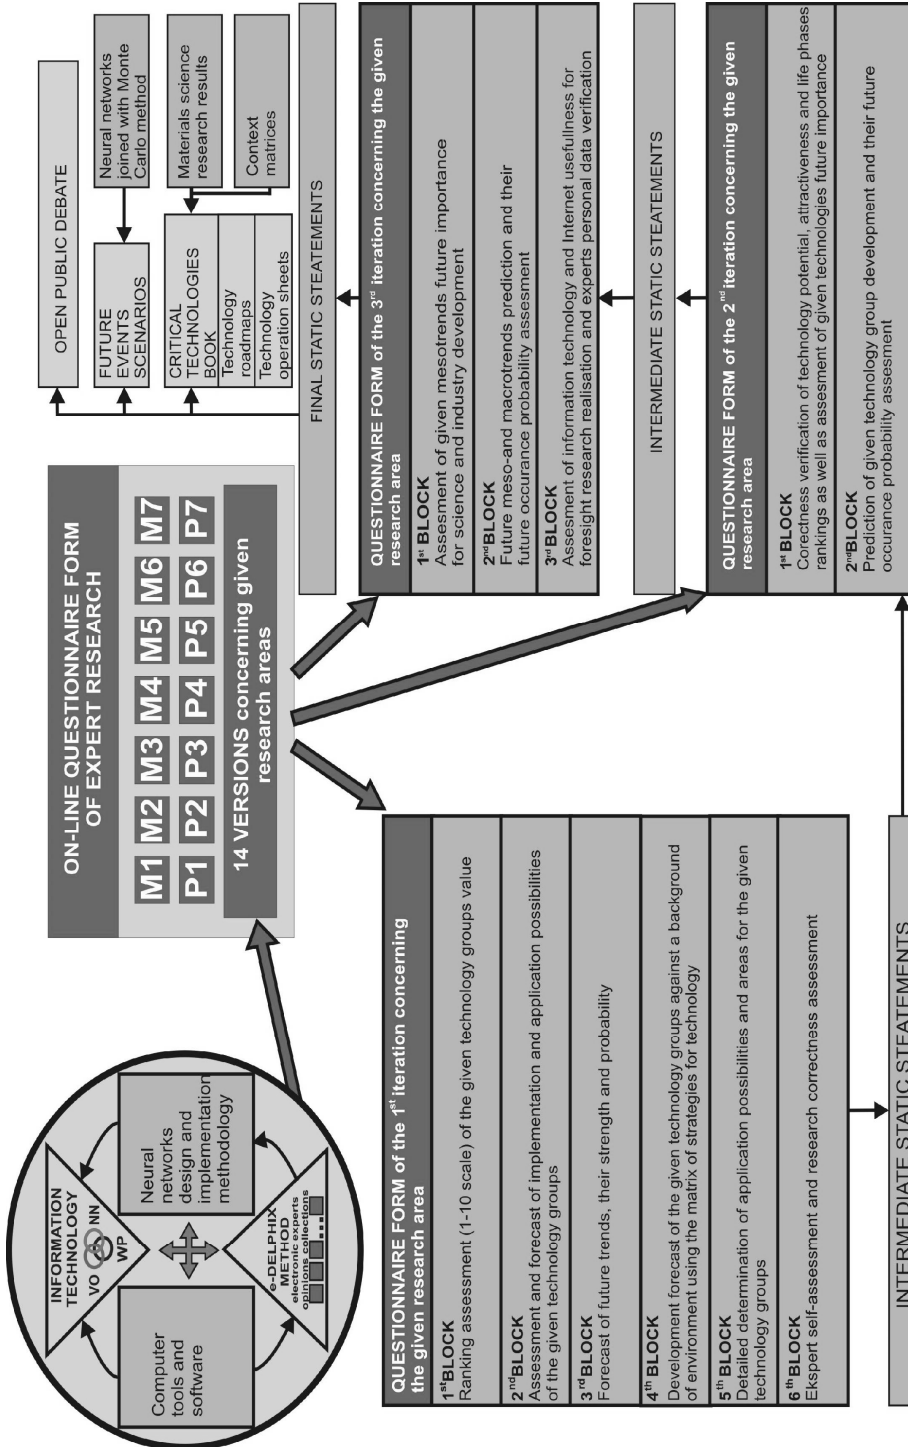 INFORMATION
TECHNOLOGY
VO
NN
WP
Computer
tools and
software
Neural networks
design and
implementation
methodology
e-DELPHIX
METHOD
electronic experts
opinions collections
ON-LINE QUESTIONNAIRE FORM
OF EXPERT RESEARCH
M1 M2 M3 M4 M5 M6 M7
P1 P2 P3 P4 P5 P6 P7
14 VERSIONS concerning given
research areas
OPEN PUBLIC DEBATE
FUTURE
EVENTS
SCENARIOS
Neural networks
joined with Monte
Carlo method
CRITICAL
TECHNOLOGIES
BOOK
Technology
roadmaps
Technology
operation sheets
Materials science
research results
Context
matrices
FINAL STATIC STEATEMENTS
QUESTIONNAIRE FORM of the 1st iteration concerning
the given research area
1st BLOCK
Ranking assessment (1-10 scale) of the given technology groups value
2nd BLOCK
Assessment and forecast of implementation and application possibilities
of the given technology groups
3rd BLOCK
Forecast of future trends, their strength and probability
4th BLOCK
Development forecast of the given technology groups against a background
of environment using the matrix of strategies for technology
5th BLOCK
Detailed determination of application possibilities and areas for the given
technology groups
6th BLOCK
Ekspert self-assessment and research correctness assessment
INTERMEDIATE STATIC STEATEMENTS
QUESTIONNAIRE FORM of the 3rd iteration concerning the given
research area
1st BLOCK
Assesment of given mesotrends future importance
for science and industry development
2nd BLOCK
Future meso-and macrotrends prediction and their
future occurance probability assessment
3rd BLOCK
Assesment of information technology and Internet usefullness for
foresight research realisation and experts personal data verification
INTERMEDIATE STATIC STEATEMENTS
QUESTIONNAIRE FORM of the 2nd iteration concerning the given
research area
1st BLOCK
Corectness verification of technology potential, attractiveness and life phases
rankings as well as assesment of given technologies future importance
2nd BLOCK
Prediction of given technology group development and their future
occurance probability assesment